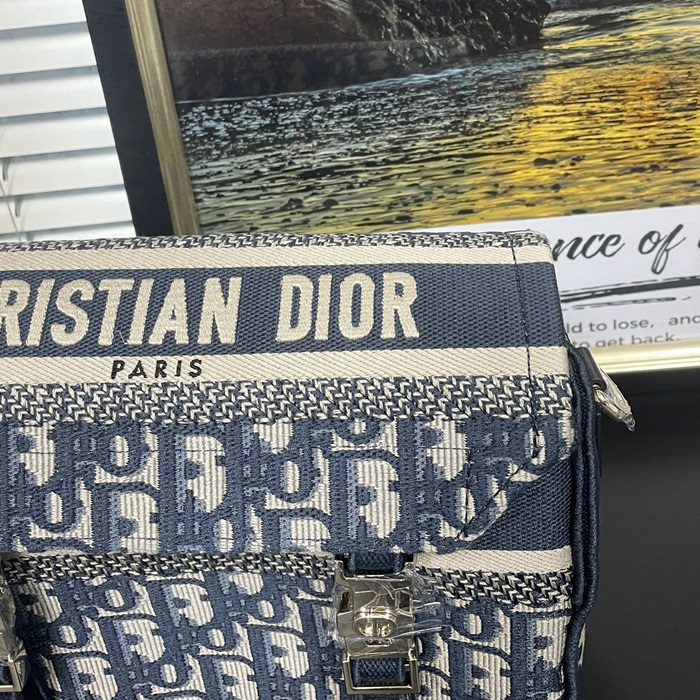 RISTIAN DIOR
PARIS
nce of
ld to lose, and
to get back.